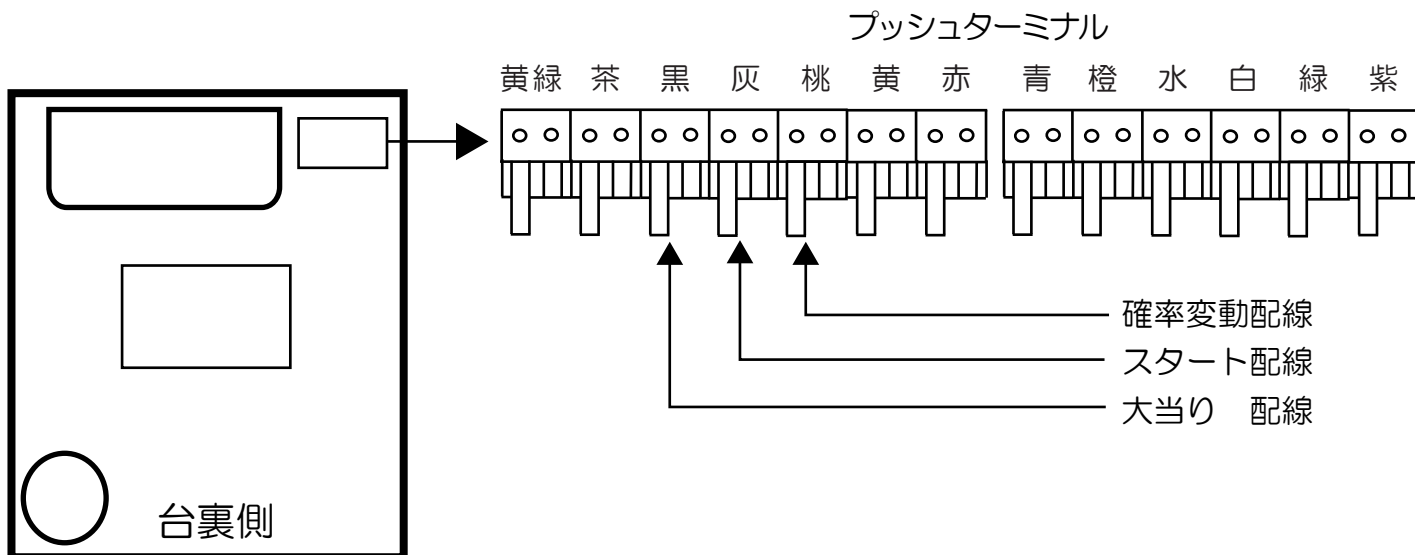 プッシュターミナル
黄緑 茶 黒 灰 桃 黄 赤 青 橙 水 白 緑 紫
確率変動配線
スタート配線
大当り　配線
台裏側